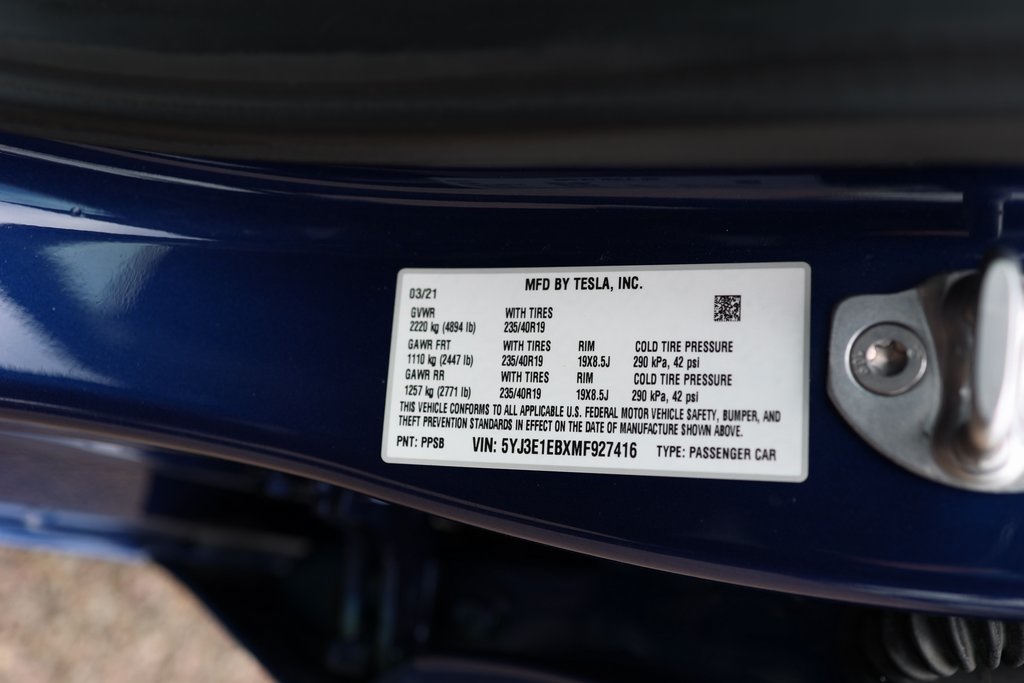 MFD BY TESLA, INC.
03/21
GVWR WITH TIRES
2220 kg (4894 lb) 235/40R19
GAWR FRT WITH TIRES RIM COLD TIRE PRESSURE
1110 kg (2447 lb) 235/40R19 19X8.5J 290 kPa, 42 psi
GAWR RR WITH TIRES RIM COLD TIRE PRESSURE
1257 kg (2771 lb) 235/40R19 19X8.5J 290 kPa, 42 psi
THIS VEHICLE CONFORMS TO ALL APPLICABLE U.S. FEDERAL MOTOR VEHICLE SAFETY, BUMPER, AND
THEFT PREVENTION STANDARDS IN EFFECT ON THE DATE OF MANUFACTURE SHOWN ABOVE.
PNT: PPSB VIN: 5YJ3E1EBXMF927416 TYPE: PASSENGER CAR